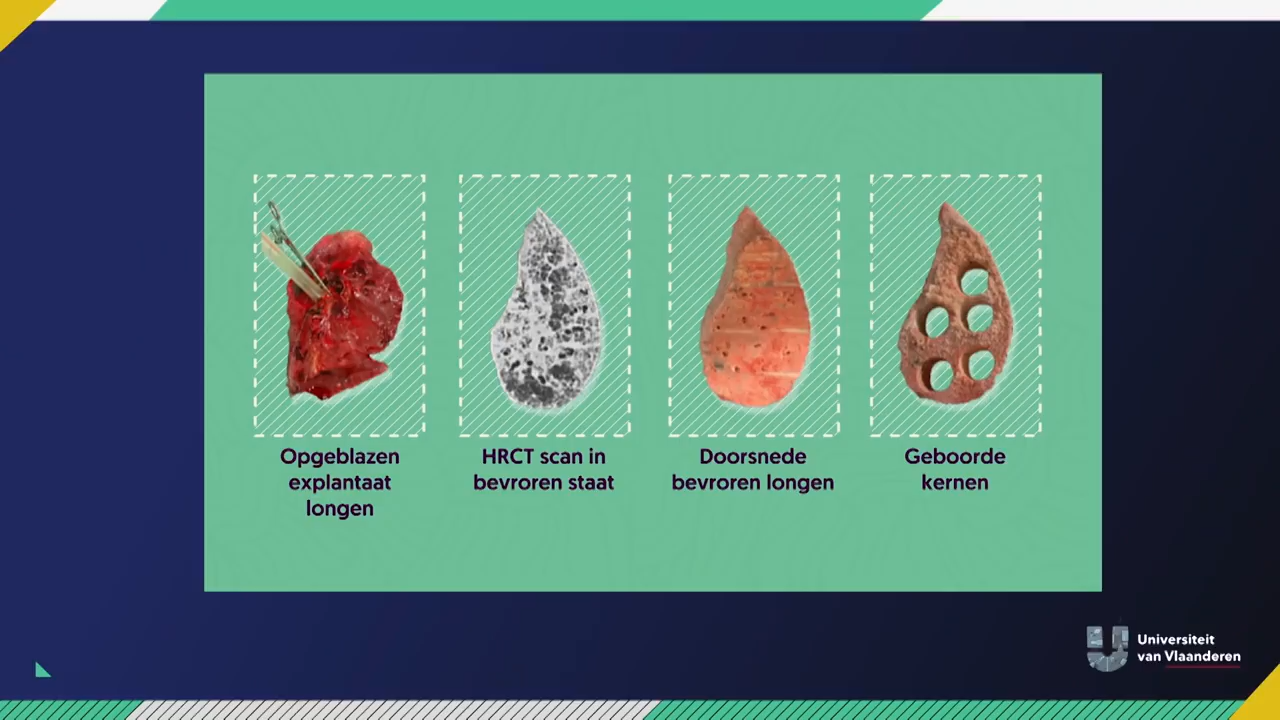 Opgeblazen
explantaat
longen
HRCT scan in
bevroren staat
Doorsnede
bevroren longen
Geboorde
kernen
Universiteit
van Vlaanderen